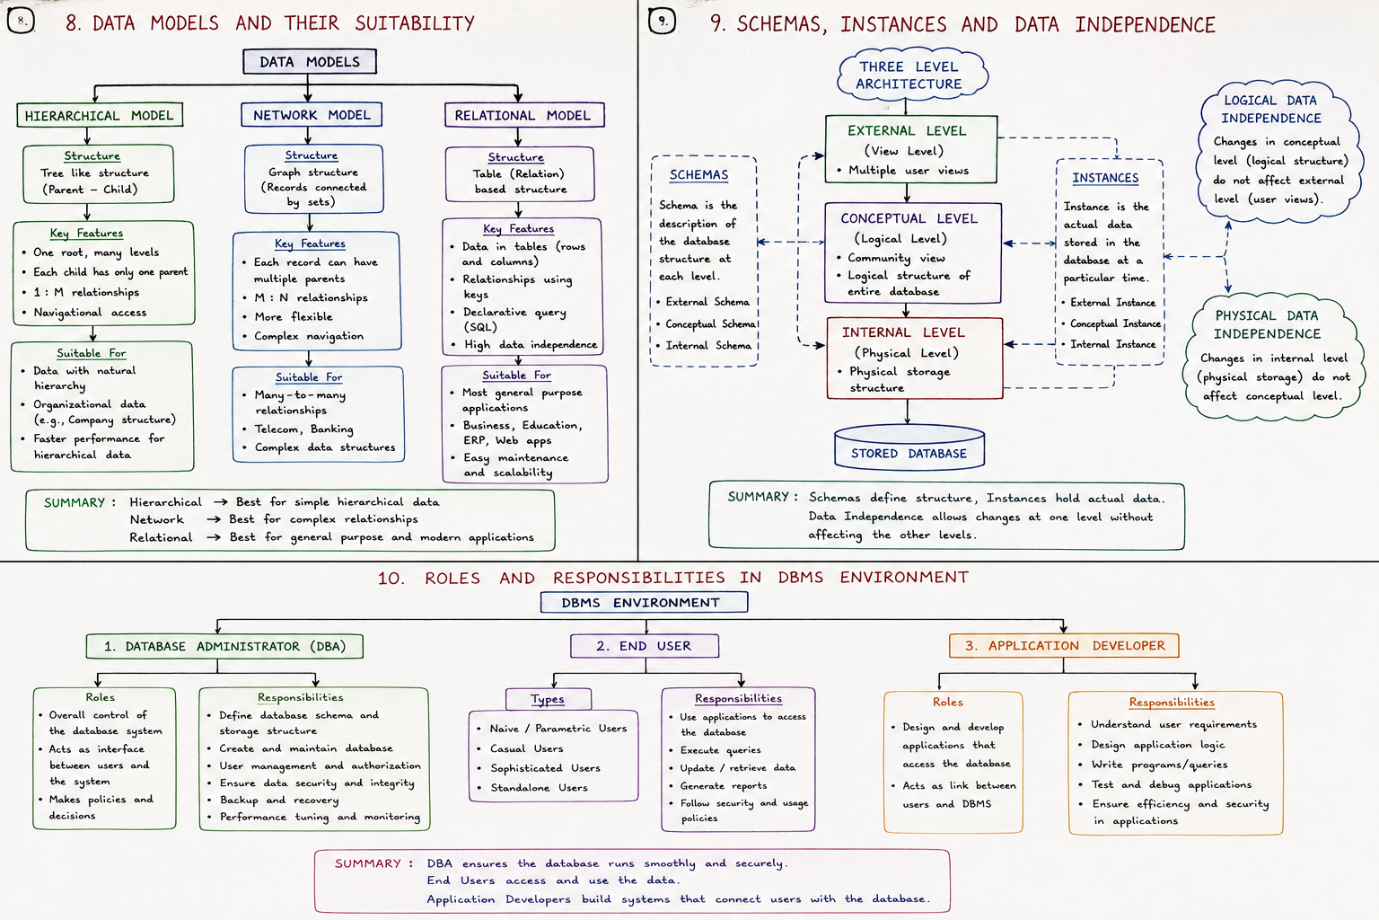 8.
8. DATA MODELS AND THEIR SUITABILITY
DATA MODELS
HIERARCHICAL MODEL
Structure
Tree like structure
(Parent – Child)
Key Features
• One root, many levels
• Each child has only one parent
• 1 : M relationships
• Navigational access
Suitable For
• Data with natural
hierarchy
• Organizational data
(e.g., Company structure)
• Faster performance for
hierarchical data
NETWORK MODEL
Structure
Graph structure
(Records connected
by sets)
Key Features
• Each record can have
multiple parents
• M : N relationships
• More flexible
• Complex navigation
Suitable For
• Many-to-many
relationships
• Telecom, Banking
• Complex data structures
RELATIONAL MODEL
Structure
Table (Relation)
based structure
Key Features
• Data in tables (rows
and columns)
• Relationships using
keys
• Declarative query
(SQL)
• High data independence
Suitable For
• Most general purpose
applications
• Business, Education,
ERP, Web apps
• Easy maintenance
and scalability
SUMMARY : Hierarchical → Best for simple hierarchical data
Network → Best for complex relationships
Relational → Best for general purpose and modern applications
9.
9. SCHEMAS, INSTANCES AND DATA INDEPENDENCE
THREE LEVEL
ARCHITECTURE
SCHEMAS
Schema is the
description of
the database
structure at
each level.
• External Schema
• Conceptual Schema
• Internal Schema
EXTERNAL LEVEL
(View Level)
• Multiple user views
CONCEPTUAL LEVEL
(Logical Level)
• Community view
• Logical structure of
entire database
INTERNAL LEVEL
(Physical Level)
• Physical storage
structure
STORED DATABASE
INSTANCES
Instance is the
actual data
stored in the
database at a
particular time.
• External Instance
• Conceptual Instance
• Internal Instance
LOGICAL DATA
INDEPENDENCE
Changes in conceptual
level (logical structure)
do not affect external
level (user views).
PHYSICAL DATA
INDEPENDENCE
Changes in internal level
(physical storage) do not
affect conceptual level.
SUMMARY : Schemas define structure, Instances hold actual data.
Data Independence allows changes at one level without
affecting the other levels.
10. ROLES AND RESPONSIBILITIES IN DBMS ENVIRONMENT
DBMS ENVIRONMENT
1. DATABASE ADMINISTRATOR (DBA)
Roles
• Overall control of
the database system
• Acts as interface
between users and
the system
• Makes policies and
decisions
Responsibilities
• Define database schema and
storage structure
• Create and maintain database
• User management and authorization
• Ensure data security and integrity
• Backup and recovery
• Performance tuning and monitoring
2. END USER
Types
• Naive / Parametric Users
• Casual Users
• Sophisticated Users
• Standalone Users
Responsibilities
• Use applications to access
the database
• Execute queries
• Update / retrieve data
• Generate reports
• Follow security and usage
policies
3. APPLICATION DEVELOPER
Roles
• Design and develop
applications that
access the database
• Acts as link between
users and DBMS
Responsibilities
• Understand user requirements
• Design application logic
• Write programs/queries
• Test and debug applications
• Ensure efficiency and security
in applications
SUMMARY : DBA ensures the database runs smoothly and securely.
End Users access and use the data.
Application Developers build systems that connect users with the database.